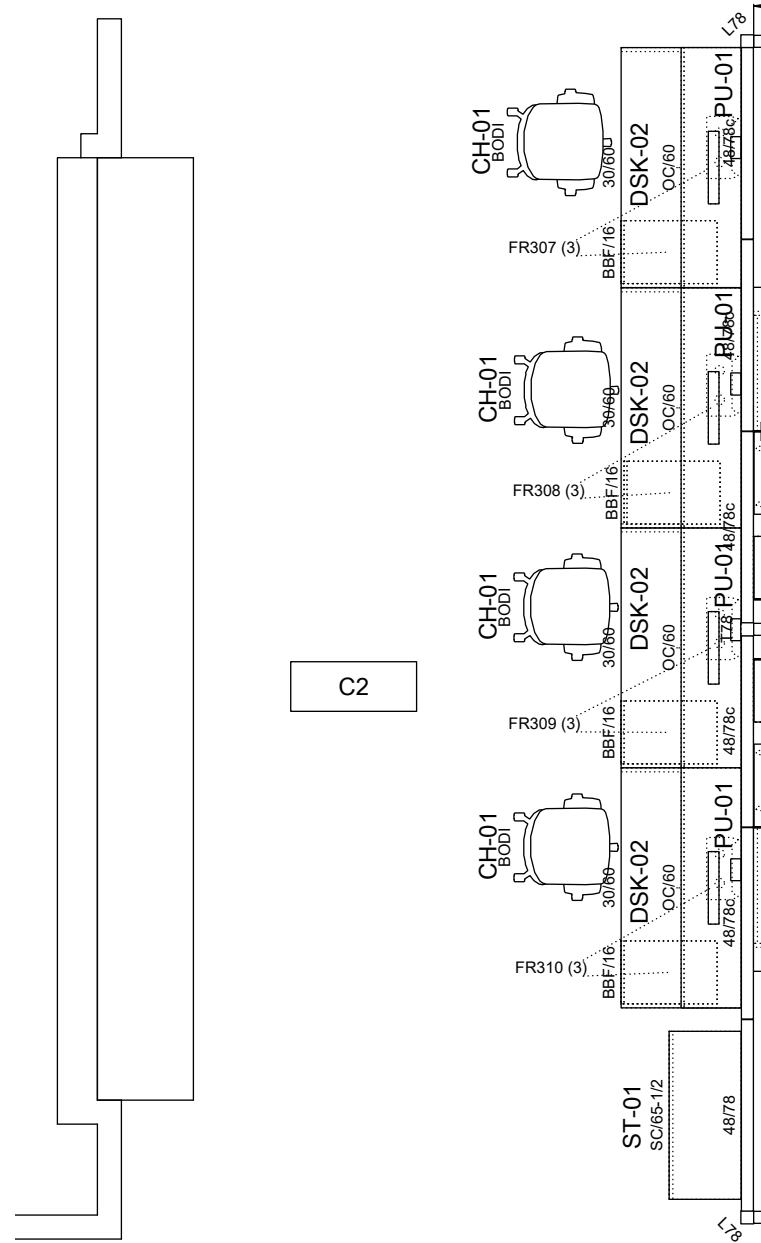 L78
CH-01
BODI
30/60
DSK-02
OC/60
PU-01
48/78c
FR307 (3)
BBF/16
CH-01
BODI
30/60
DSK-02
OC/60
PU-01
48/78c
FR308 (3)
BBF/16
48/78c
CH-01
BODI
30/60
DSK-02
OC/60
PU-01
T78
C2
FR309 (3)
BBF/16
48/78c
CH-01
BODI
30/60
DSK-02
OC/60
PU-01
48/78c
FR310 (3)
BBF/16
ST-01
SC/65-1/2
48/78
L78